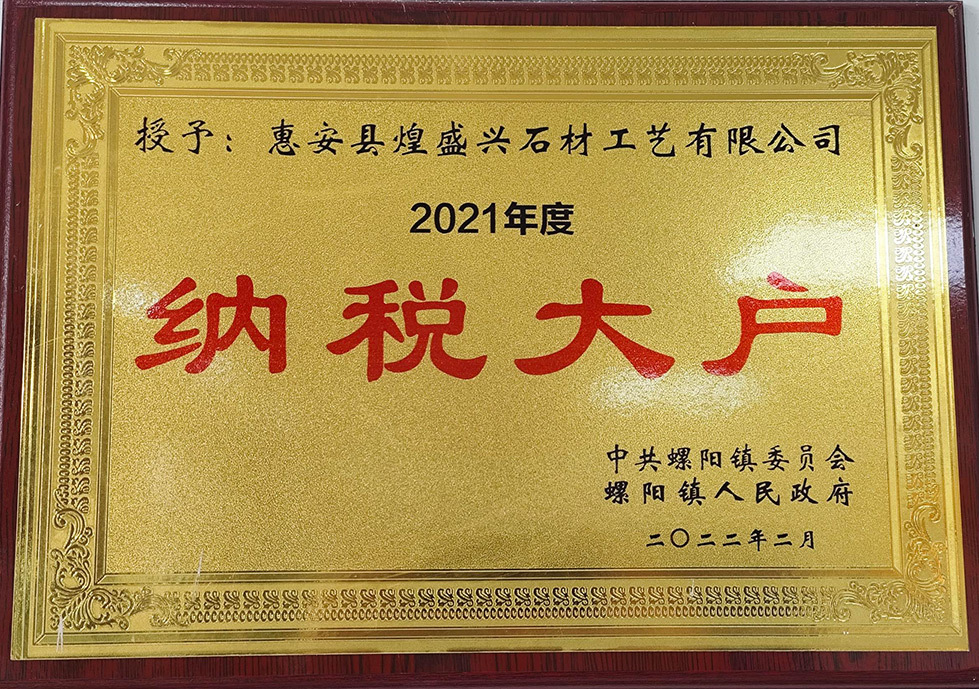 授予：惠安县煌盛兴石材工艺有限公司
2021年度
纳税大户
中共螺阳镇委员会
螺阳镇人民政府
二〇二二年二月